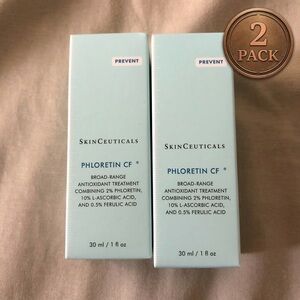 2
PACK
PREVENT
SKINCEUTICALS
PHLORETIN CF ®
BROAD-RANGE
ANTIOXIDANT TREATMENT
COMBINING 2% PHLORETIN,
10% L-ASCORBIC ACID,
AND 0.5% FERULIC ACID
30 ml / 1 fl oz
PREVENT
SKINCEUTICALS
PHLORETIN CF ®
BROAD-RANGE
ANTIOXIDANT TREATMENT
COMBINING 2% PHLORETIN,
10% L-ASCORBIC ACID,
AND 0.5% FERULIC ACID
30 ml / 1 fl oz